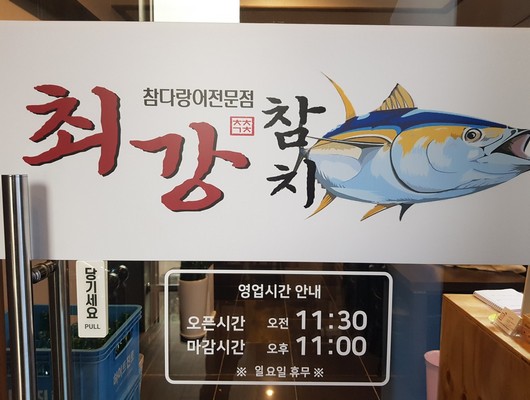 참다랑어전문점
최강
참치
당기세요
PULL
영업시간 안내
오픈시간 오전 11:30
마감시간 오후 11:00
※ 일요일 휴무 ※